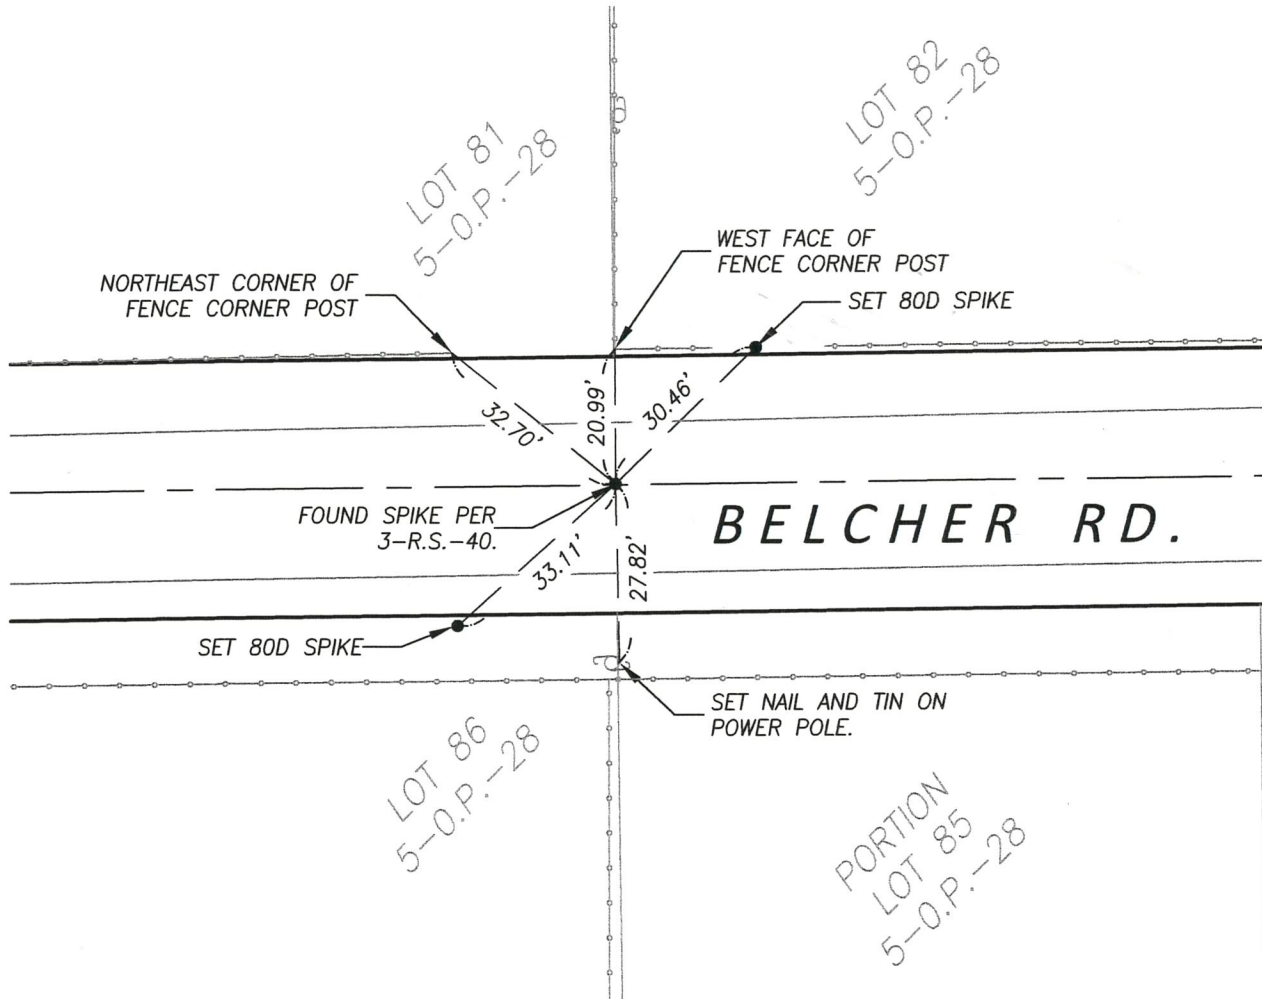 LOT 81
5-O.P.-28
LOT 82
5-O.P.-28
WEST FACE OF
FENCE CORNER POST
NORTHEAST CORNER OF
FENCE CORNER POST
SET 80D SPIKE
32.70'
20.99'
30.46'
FOUND SPIKE PER
3-R.S.-40.
BELCHER RD.
33.11'
27.82'
SET 80D SPIKE
SET NAIL AND TIN ON
POWER POLE.
LOT 86
5-O.P.-28
PORTION
LOT 85
5-O.P.-28